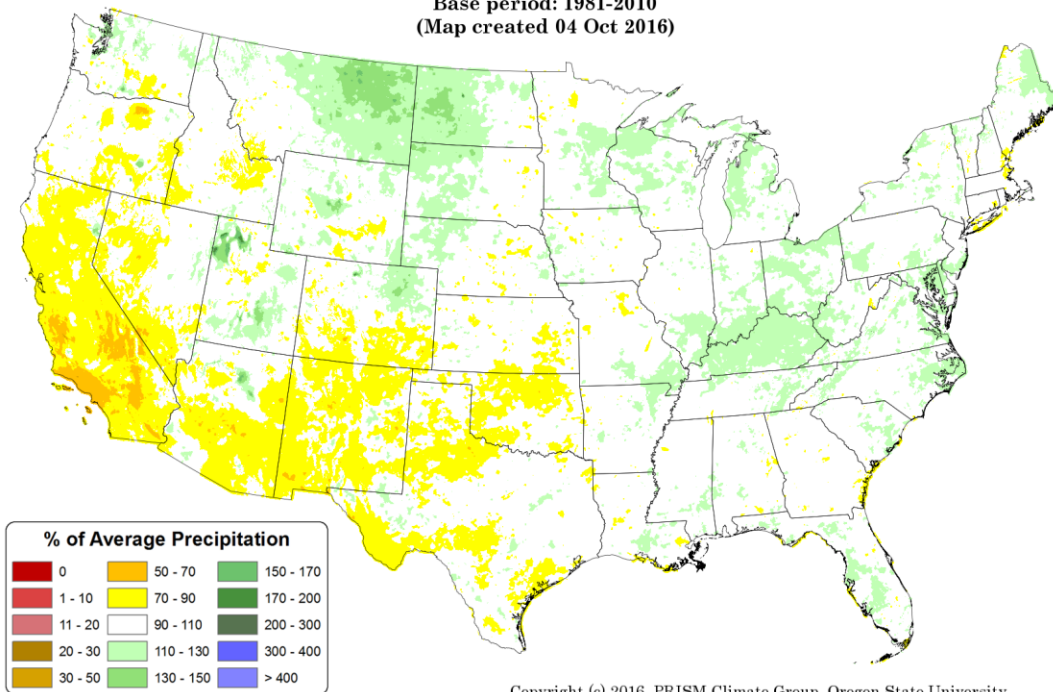 Base period: 1981-2010
(Map created 04 Oct 2016)
% of Average Precipitation
0
1 - 10
11 - 20
20 - 30
30 - 50
50 - 70
70 - 90
90 - 110
110 - 130
130 - 150
150 - 170
170 - 200
200 - 300
300 - 400
> 400
Copyright (c) 2016, PRISM Climate Group, Oregon State University